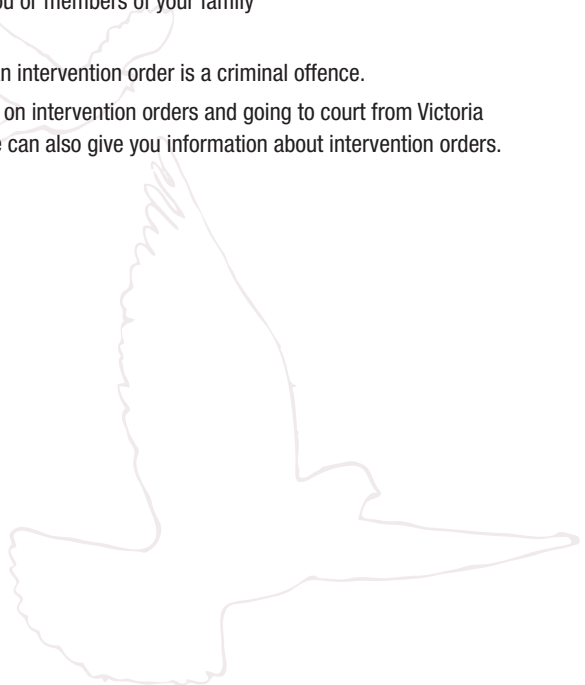 ou or members of your family
n intervention order is a criminal offence.
on intervention orders and going to court from Victoria
e can also give you information about intervention orders.